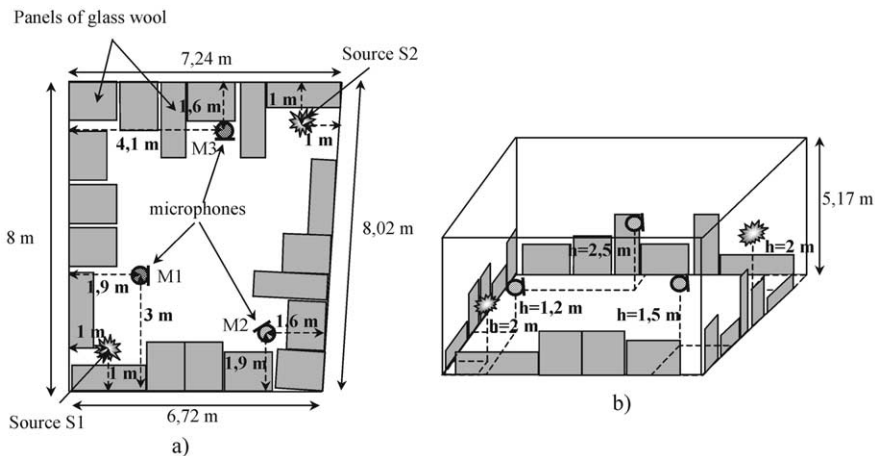 Panels of glass wool
7,24 m
Source S2
1,6 m
1 m
1 m
4,1 m
M3
microphones
8 m
8,02 m
5,17 m
M1
1,9 m
3 m
M2
1.6 m
1 m
1,9 m
1 m
6,72 m
Source S1
a)
h=2,5 m
h=2 m
h=1,2 m
h=2 m
h=1,5 m
b)